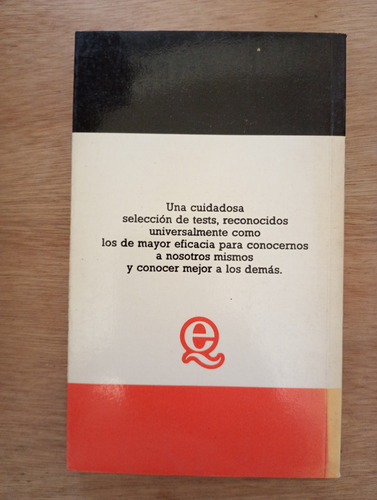 Una cuidadosa
selección de tests, reconocidos
universalmente como
los de mayor eficacia para conocernos
a nosotros mismos
y conocer mejor a los demás.
eQ